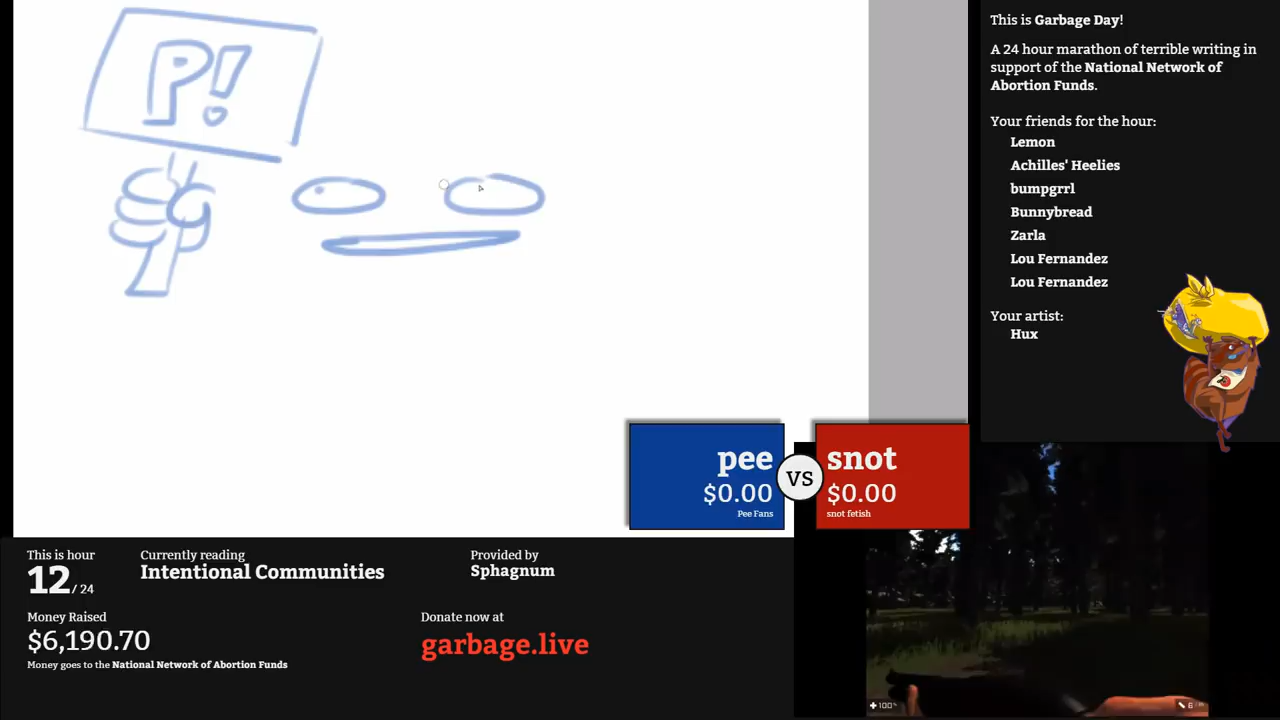 P!
This is Garbage Day!
A 24 hour marathon of terrible writing in
support of the National Network of
Abortion Funds.
Your friends for the hour:
Lemon
Achilles' Heelies
bumpgrrl
Bunnybread
Zarla
Lou Fernandez
Lou Fernandez
Your artist:
Hux
pee
$0.00
Pee Fans
VS
snot
$0.00
snot fetish
This is hour
12 / 24
Currently reading
Intentional Communities
Provided by
Sphagnum
Money Raised
$6,190.70
Money goes to the National Network of Abortion Funds
Donate now at
garbage.live
100%
6